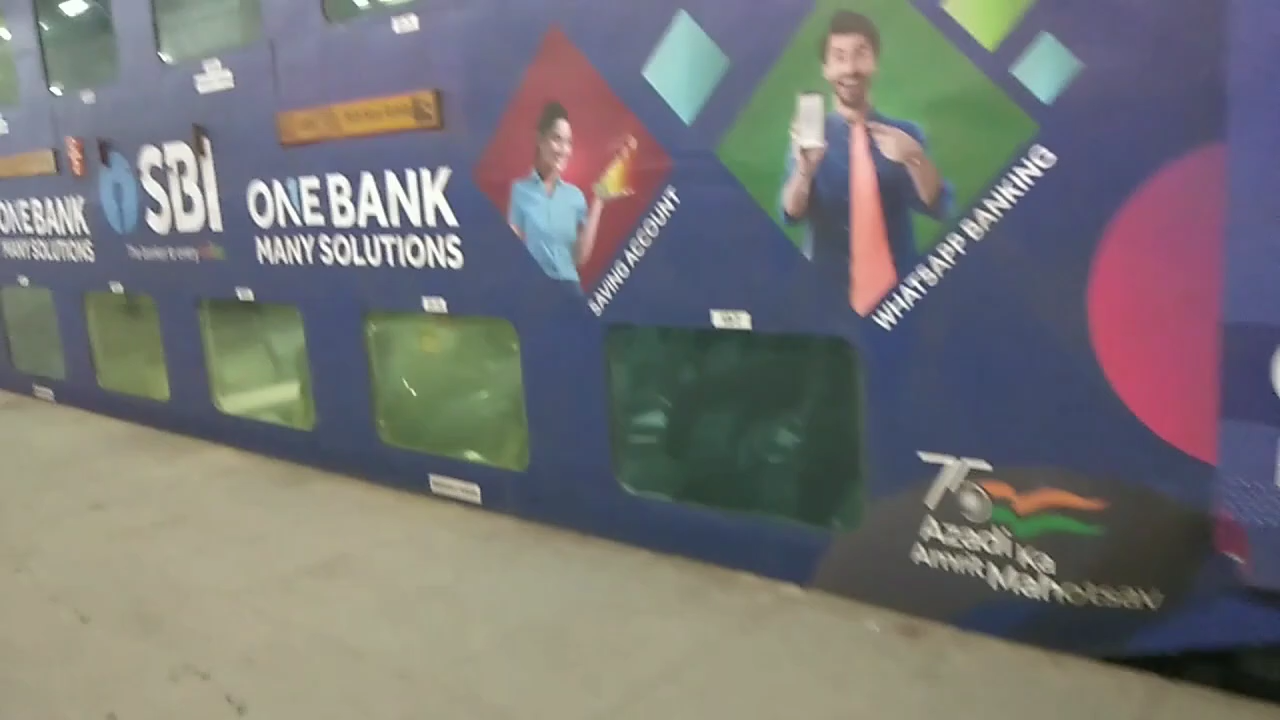 SBI
ONE BANK
MANY SOLUTIONS
ONE BANK
MANY SOLUTIONS
SAVING ACCOUNT
WHATSAPP BANKING
75
Azadi Ka
Amrit Mahotsav